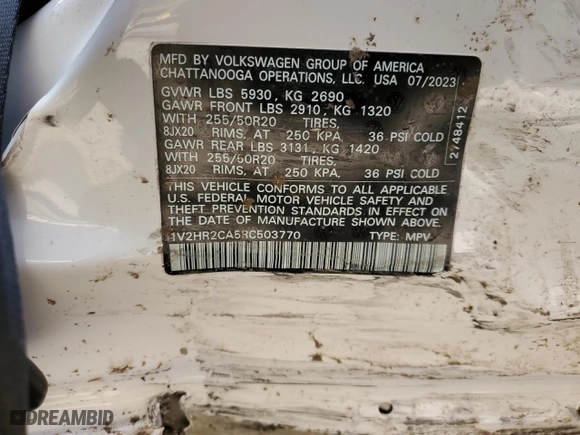 MFD BY VOLKSWAGEN GROUP OF AMERICA
CHATTANOOGA OPERATIONS, LLC. USA 07/2023
GVWR LBS 5930, KG 2690
GAWR FRONT LBS 2910, KG 1320
WITH 255/50R20 TIRES,
8JX20 RIMS, AT 250 KPA, 36 PSI COLD
GAWR REAR LBS 3131, KG 1420
WITH 255/50R20 TIRES,
8JX20 RIMS, AT 250 KPA, 36 PSI COLD
THIS VEHICLE CONFORMS TO ALL APPLICABLE
U.S. FEDERAL MOTOR VEHICLE SAFETY AND
THEFT PREVENTION STANDARDS IN EFFECT ON
THE DATE OF MANUFACTURE SHOWN ABOVE.
1V2HR2CA5RC503770 TYPE: MPV
2748412
DREAMBID